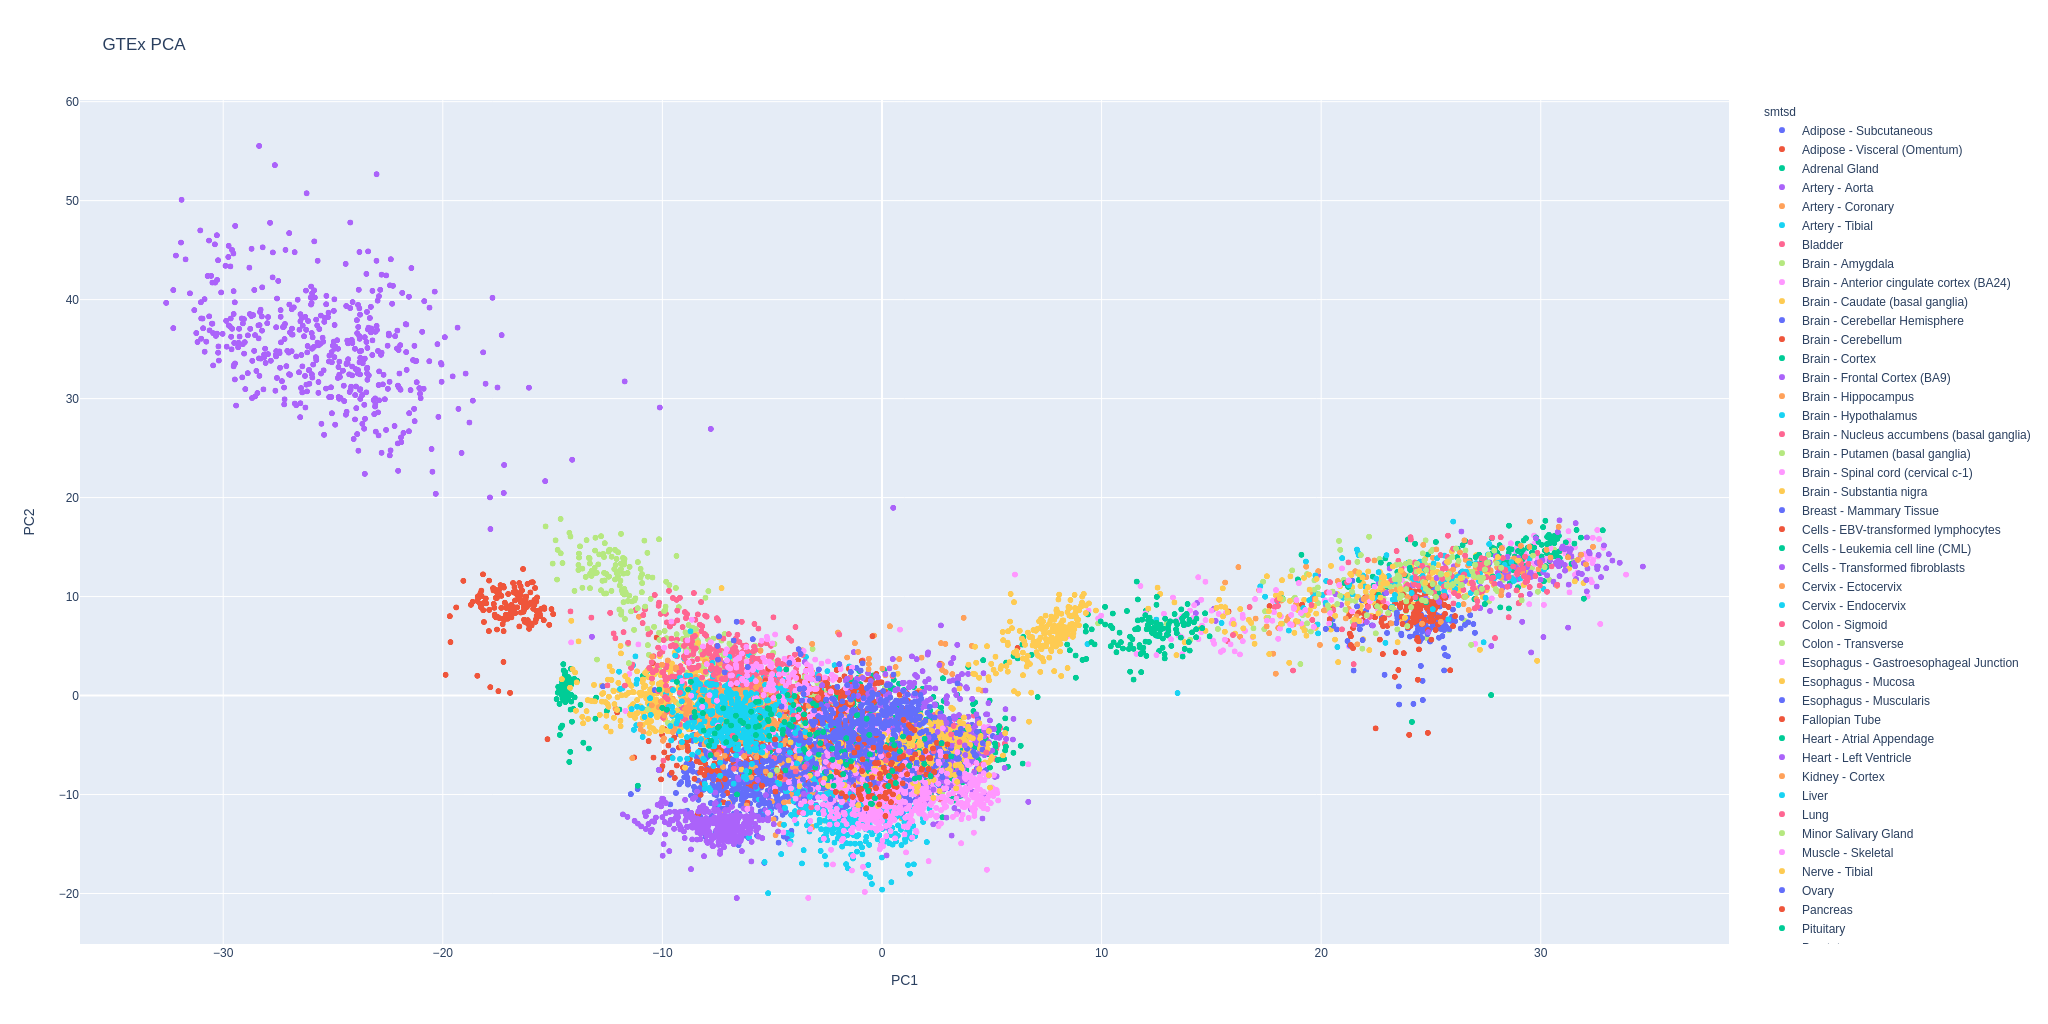 GTEx PCA
60
50
40
30
20
10
0
−10
−20
PC2
−30
−20
−10
0
10
20
30
PC1
smtsd
Adipose - Subcutaneous
Adipose - Visceral (Omentum)
Adrenal Gland
Artery - Aorta
Artery - Coronary
Artery - Tibial
Bladder
Brain - Amygdala
Brain - Anterior cingulate cortex (BA24)
Brain - Caudate (basal ganglia)
Brain - Cerebellar Hemisphere
Brain - Cerebellum
Brain - Cortex
Brain - Frontal Cortex (BA9)
Brain - Hippocampus
Brain - Hypothalamus
Brain - Nucleus accumbens (basal ganglia)
Brain - Putamen (basal ganglia)
Brain - Spinal cord (cervical c-1)
Brain - Substantia nigra
Breast - Mammary Tissue
Cells - EBV-transformed lymphocytes
Cells - Leukemia cell line (CML)
Cells - Transformed fibroblasts
Cervix - Ectocervix
Cervix - Endocervix
Colon - Sigmoid
Colon - Transverse
Esophagus - Gastroesophageal Junction
Esophagus - Mucosa
Esophagus - Muscularis
Fallopian Tube
Heart - Atrial Appendage
Heart - Left Ventricle
Kidney - Cortex
Liver
Lung
Minor Salivary Gland
Muscle - Skeletal
Nerve - Tibial
Ovary
Pancreas
Pituitary